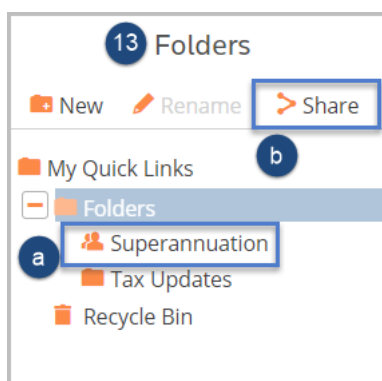 13 Folders
New Rename Share
b
My Quick Links
Folders
a Superannuation
Tax Updates
Recycle Bin